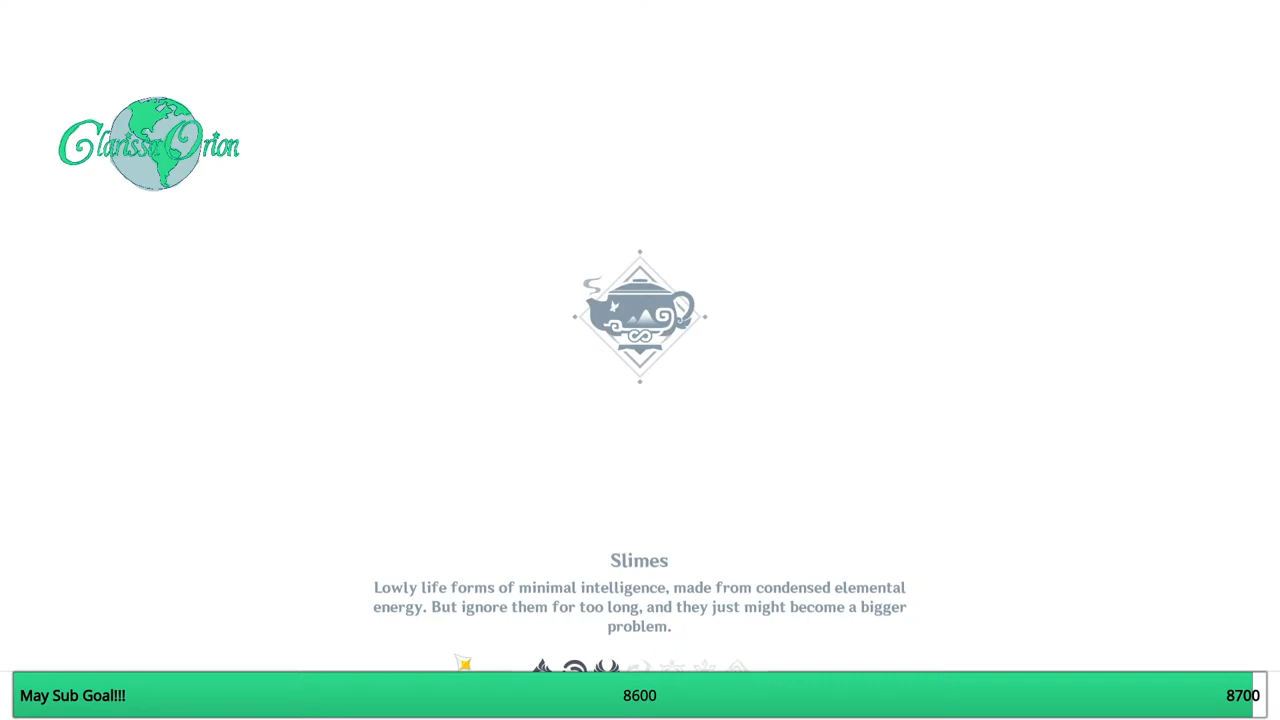 Clarissa Orion
Slimes
Lowly life forms of minimal intelligence, made from condensed elemental
energy. But ignore them for too long, and they just might become a bigger
problem.
May Sub Goal!!!
8600
8700